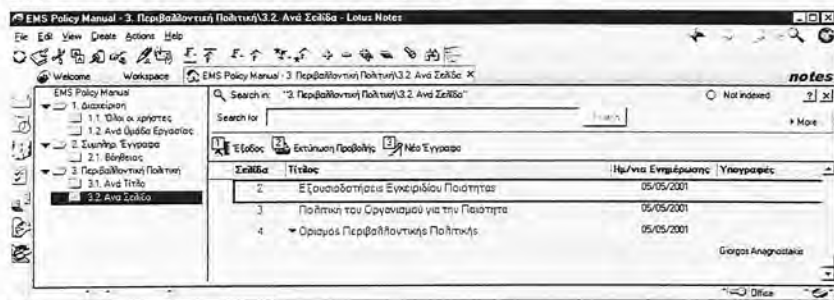 EMS Policy Manual - 3. Περιβαλλοντική Πολιτική\3.2. Ανά Σελίδα - Lotus Notes
File Edit View Create Actions Help
Welcome Workspace EMS Policy Manual - 3. Περιβαλλοντική Πολιτική\3.2. Ανά Σελίδα × notes
EMS Policy Manual
1. Διαχείριση
1.1. Όλοι οι χρήστες
1.2. Ανά Ομάδα Εργασίας
2. Συμπληρ. Έγγραφα
2.1. Βοήθειας
3. Περιβαλλοντική Πολιτική
3.1. Ανά Τίτλο
3.2. Ανά Σελίδα
Search in: "3. Περιβαλλοντική Πολιτική\3.2. Ανά Σελίδα" Not indexed ? ×
Search for Search More
1 Έξοδος 2 Εκτύπωση Προβολής 3 Νέο Έγγραφο
Σελίδα Τίτλος Ημ/νια Ενημέρωσης Υπογραφές
2 Εξουσιοδοτήσεις Εγχειριδίου Ποιότητας 05/05/2001
3 Πολιτική του Οργανισμού για την Ποιότητα 05/05/2001
4 Ορισμός Περιβαλλοντικής Πολιτικής 05/05/2001
Giorgos Anagnostakis
Office